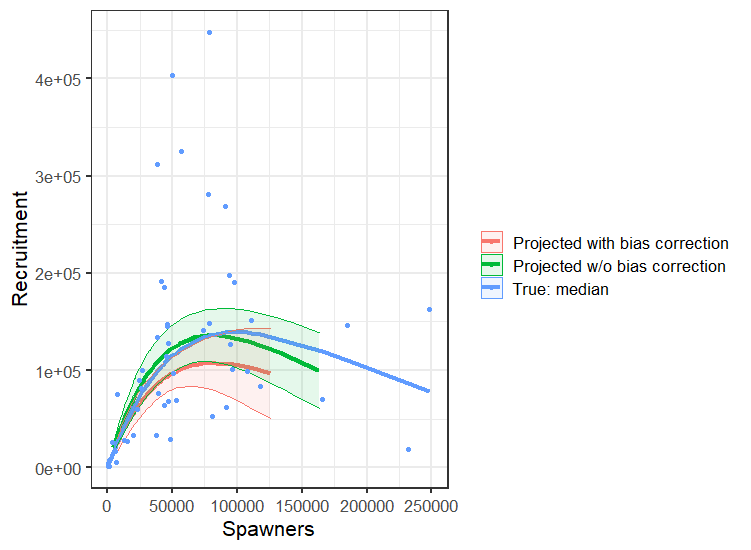 4e+05
3e+05
2e+05
1e+05
0e+00
Recruitment
0
50000
100000
150000
200000
250000
Spawners
Projected with bias correction
Projected w/o bias correction
True: median